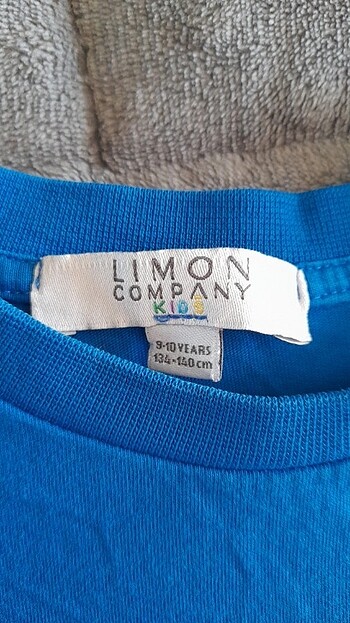 LIMON
COMPANY
KIDS
9-10 YEARS
134-140 cm